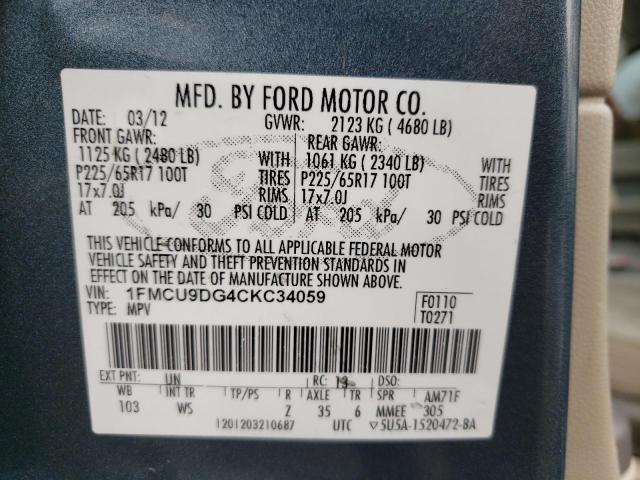 MFD. BY FORD MOTOR CO.
DATE: 03/12 GVWR: 2123 KG ( 4680 LB)
FRONT GAWR: REAR GAWR:
1125 KG ( 2480 LB) WITH 1061 KG ( 2340 LB) WITH
P225/65R17 100T TIRES P225/65R17 100T TIRES
17x7.0J RIMS 17x7.0J RIMS
AT 205 kPa/ 30 PSI COLD AT 205 kPa/ 30 PSI COLD
THIS VEHICLE CONFORMS TO ALL APPLICABLE FEDERAL MOTOR
VEHICLE SAFETY AND THEFT PREVENTION STANDARDS IN
EFFECT ON THE DATE OF MANUFACTURE SHOWN ABOVE.
VIN: 1FMCU9DG4CKC34059 F0110
TYPE: MPV T0271
EXT PNT: UN RC: 13 DSO:
WB INT TR TP/PS R AXLE TR SPR AM71F
103 WS Z 35 6 MMEE 305
1201203210687 UTC ▽5U5A-1520472-BA